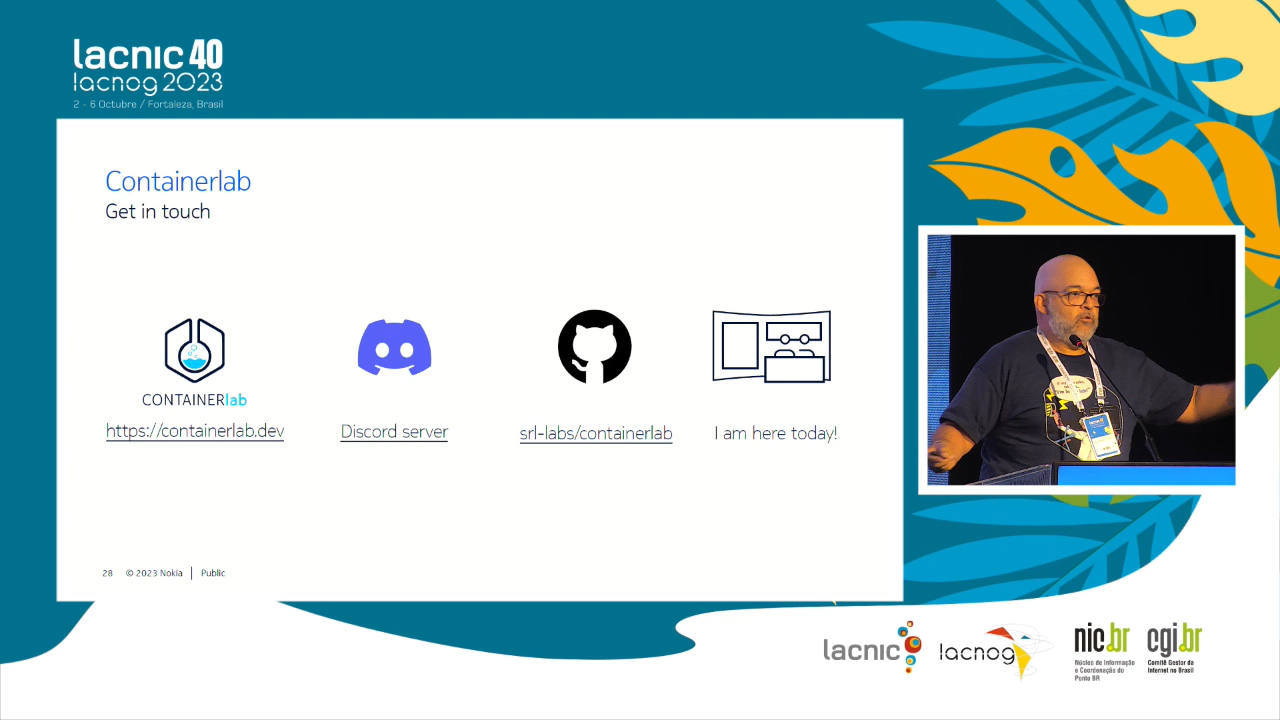 lacnic 40
lacnog 2023
2 - 6 Octubre / Fortaleza, Brasil
Containerlab
Get in touch
CONTAINERlab
https://containerlab.dev
Discord server
srl-labs/containerlab
I am here today!
28 © 2023 Nokia | Public
lacnic
lacnog
nic.br
Núcleo de Informação
e Coordenação do
Ponto BR
cgi.br
Comitê Gestor da
Internet no Brasil